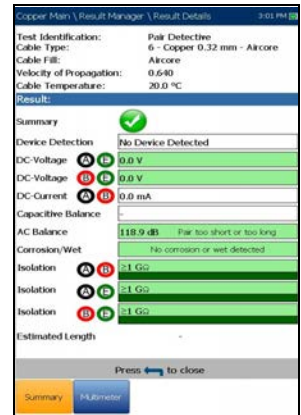 Copper Main \ Result Manager \ Result Details 3:01 PM
Test Identification: Pair Detective
Cable Type: 6 - Copper 0.32 mm - Aircore
Cable Fill: Aircore
Velocity of Propagation: 0.640
Cable Temperature: 20.0 °C
Result:
Summary
Device Detection No Device Detected
DC-Voltage A E 0.0 V
DC-Voltage B E 0.0 V
DC-Current A B 0.0 mA
Capacitive Balance -
AC Balance 118.9 dB Pair too short or too long
Corrosion/Wet No corrosion or wet detected
Isolation A B ≥1 GΩ
Isolation A E ≥1 GΩ
Isolation B E ≥1 GΩ
Estimated Length -
Press to close
Summary Multimeter